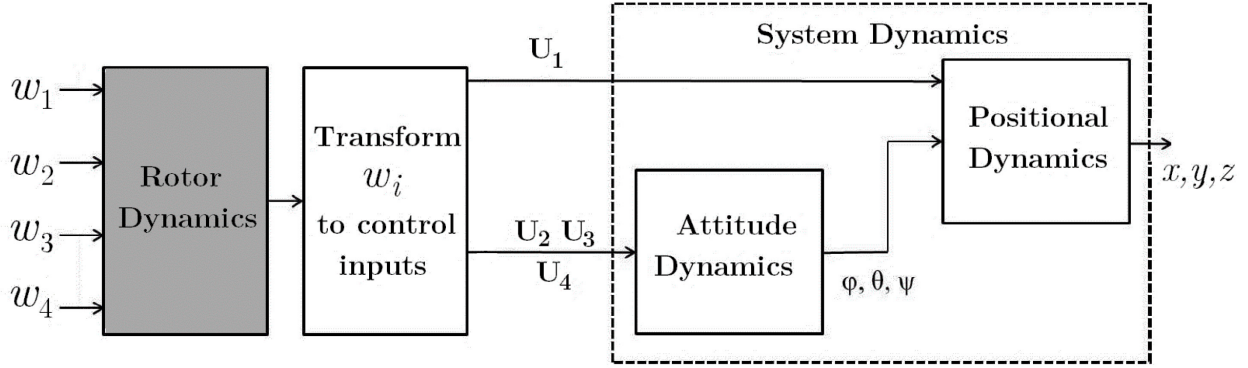 System Dynamics
U₁
w₁
w₂
w₃
w₄
Rotor
Dynamics
Transform
wᵢ
to control
inputs
U₂ U₃
U₄
Attitude
Dynamics
φ, θ, ψ
Positional
Dynamics
x,y,z